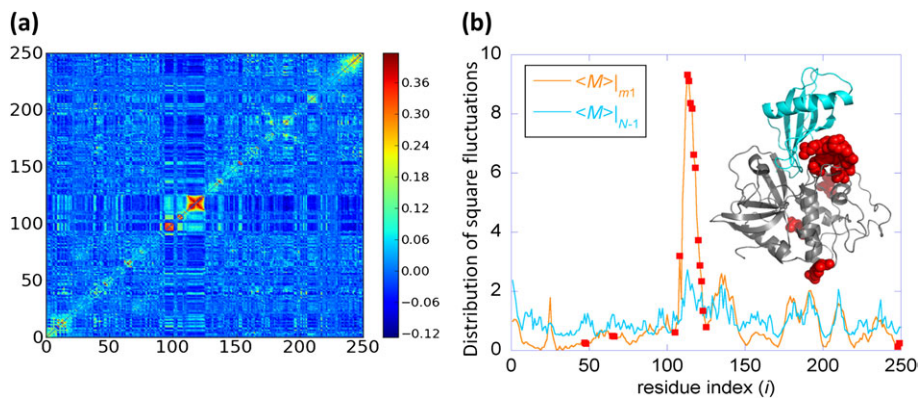 (a)
250
200
150
100
50
0
0 50 100 150 200 250
0.36
0.30
0.24
0.18
0.12
0.06
0.00
−0.06
−0.12
(b)
Distribution of square fluctuations
10
8
6
4
2
0
<M>|m1
<M>|N-1
0 50 100 150 200 250
residue index (i)